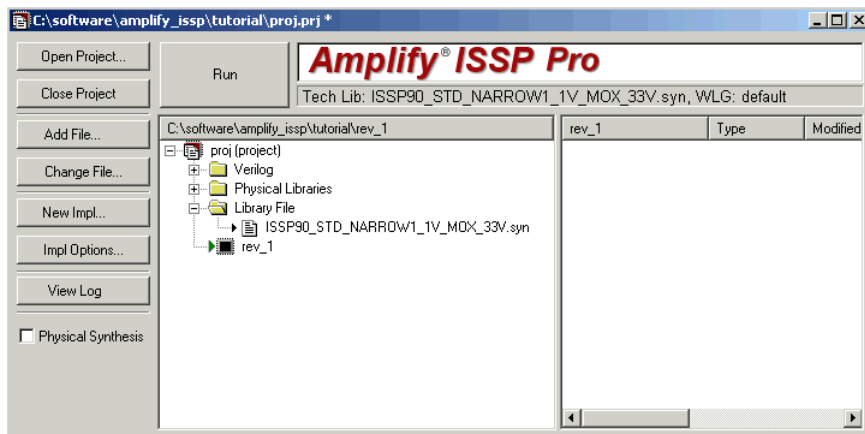 C:\software\amplify_issp\tutorial\proj.prj *
Open Project...
Close Project
Add File...
Change File...
New Impl...
Impl Options...
View Log
Physical Synthesis
Run
Amplify® ISSP Pro
Tech Lib: ISSP90_STD_NARROW1_1V_MOX_33V.syn, WLG: default
C:\software\amplify_issp\tutorial\rev_1
proj (project)
Verilog
Physical Libraries
Library File
ISSP90_STD_NARROW1_1V_MOX_33V.syn
rev_1
rev_1 Type Modified